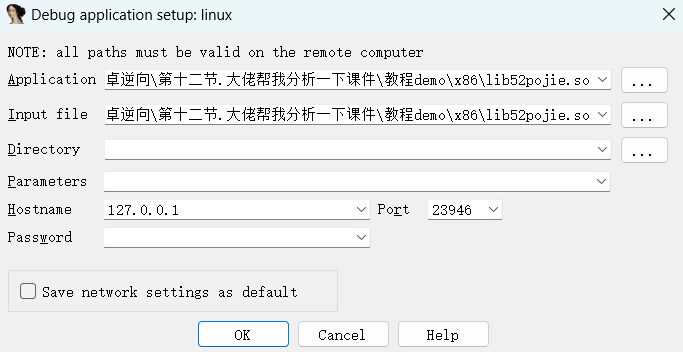 Debug application setup: linux
NOTE: all paths must be valid on the remote computer
Application 卓逆向\第十二节.大佬帮我分析一下课件\教程demo\x86\lib52pojie.so ...
Input file 卓逆向\第十二节.大佬帮我分析一下课件\教程demo\x86\lib52pojie.so ...
Directory ...
Parameters
Hostname 127.0.0.1 Port 23946
Password
Save network settings as default
OK Cancel Help